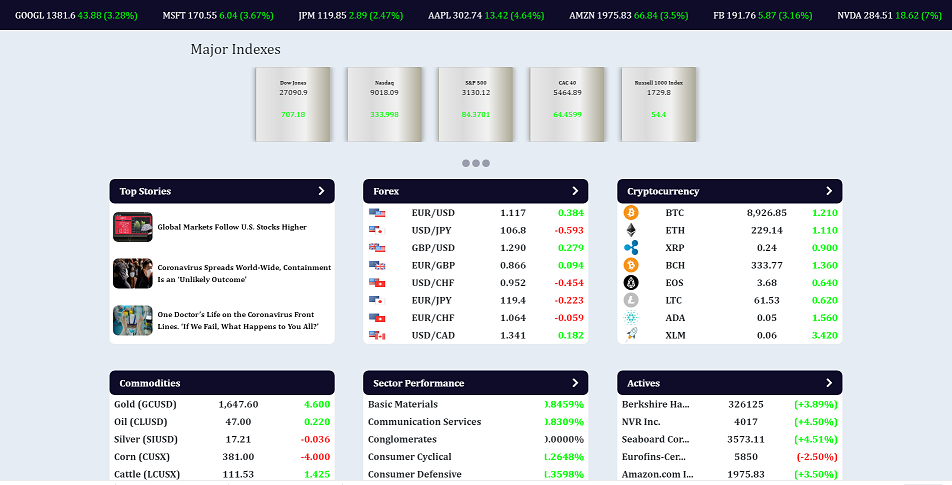 GOOGL 1381.6 43.88 (3.28%) MSFT 170.55 6.04 (3.67%) JPM 119.85 2.89 (2.47%) AAPL 302.74 13.42 (4.64%) AMZN 1975.83 66.84 (3.5%) FB 191.76 5.87 (3.16%) NVDA 284.51 18.62 (7%)
Major Indexes
Dow Jones
27090.9
707.18
Nasdaq
9018.09
333.998
S&P 500
3130.12
84.3701
CAC 40
5464.89
64.4599
Russell 1000 Index
1729.8
54.4
Top Stories
Global Markets Follow U.S. Stocks Higher
Coronavirus Spreads World-Wide, Containment
Is an 'Unlikely Outcome'
One Doctor's Life on the Coronavirus Front
Lines. 'If We Fail, What Happens to You All?'
Forex
EUR/USD 1.117 0.384
USD/JPY 106.8 -0.593
GBP/USD 1.290 0.279
EUR/GBP 0.866 0.094
USD/CHF 0.952 -0.454
EUR/JPY 119.4 -0.223
EUR/CHF 1.064 -0.059
USD/CAD 1.341 0.182
Cryptocurrency
BTC 8,926.85 1.210
ETH 229.14 1.110
XRP 0.24 0.900
BCH 333.77 1.360
EOS 3.68 0.640
LTC 61.53 0.620
ADA 0.05 1.560
XLM 0.06 3.420
Commodities
Gold (GCUSD) 1,647.60 4.600
Oil (CLUSD) 47.00 0.220
Silver (SIUSD) 17.21 -0.036
Corn (CUSX) 381.00 -4.000
Cattle (LCUSX) 111.53 1.425
Sector Performance
Basic Materials .8459%
Communication Services .8309%
Conglomerates .0000%
Consumer Cyclical .2648%
Consumer Defensive .3598%
Actives
Berkshire Ha... 326125 (+3.89%)
NVR Inc. 4017 (+4.50%)
Seaboard Cor... 3573.11 (+4.51%)
Eurofins-Cer... 5850 (-2.50%)
Amazon.com I... 1975.83 (+3.50%)